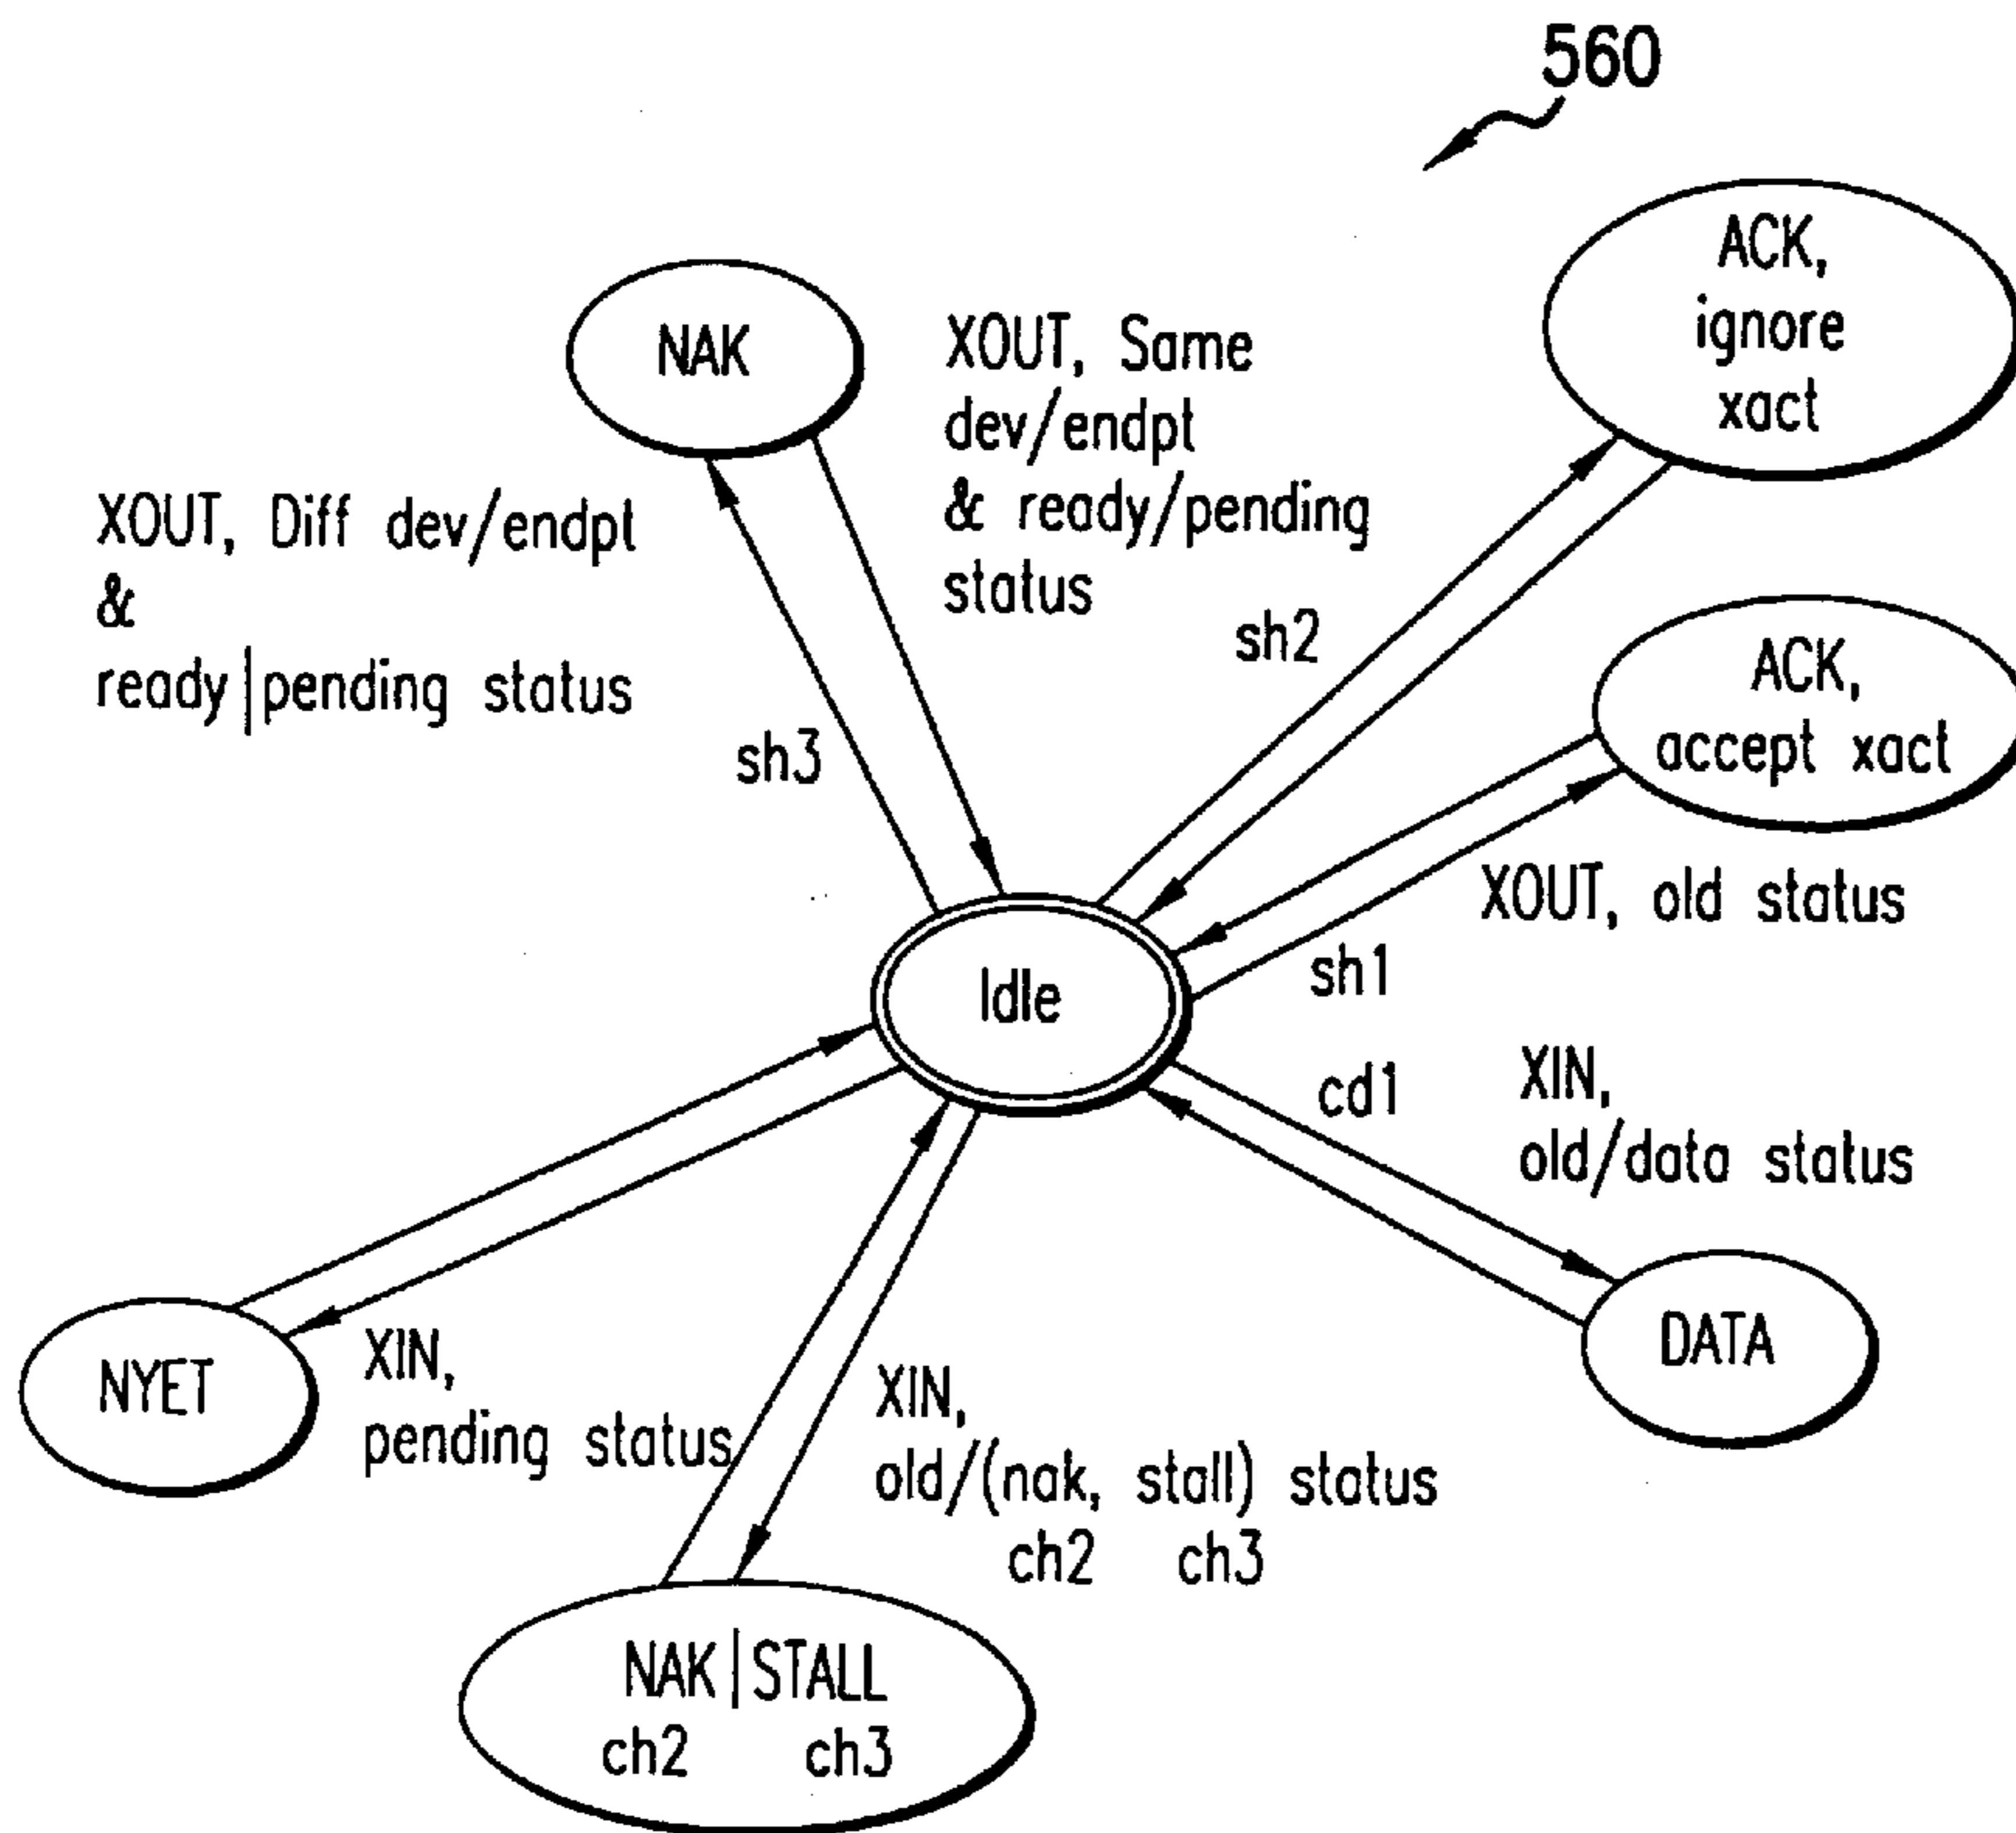 560
ACK,
ignore
xact
NAK
XOUT, Same
dev/endpt
& ready/pending
status
XOUT, Diff dev/endpt
&
ready|pending status
sh2
sh3
ACK,
accept xact
XOUT, old status
sh1
Idle
cd1
XIN,
old/data status
DATA
NYET
XIN,
pending status
XIN,
old/(nak, stall) status
ch2 ch3
NAK|STALL
ch2 ch3